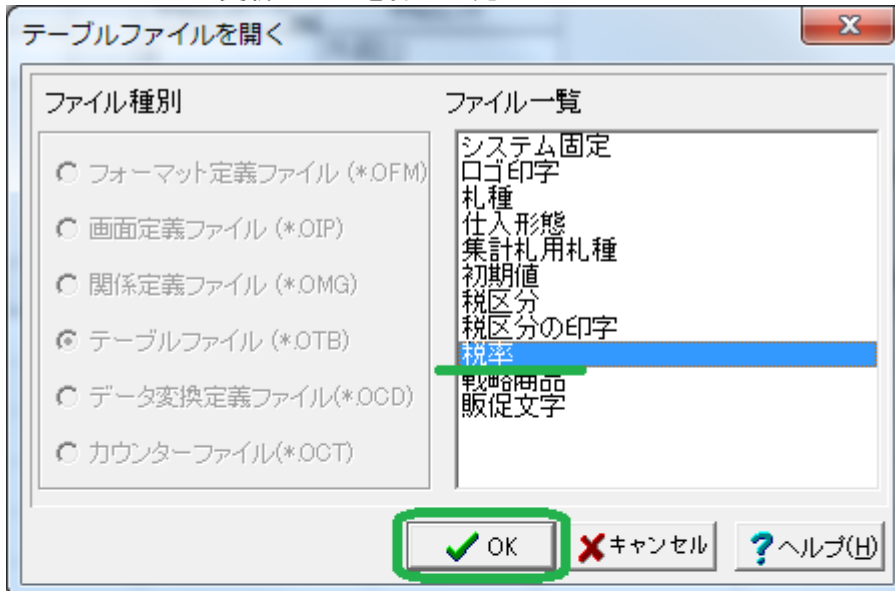 テーブルファイルを開く
ファイル種別
フォーマット定義ファイル (*.OFM)
画面定義ファイル (*.OIP)
関係定義ファイル (*.OMG)
テーブルファイル (*.OTB)
データ変換定義ファイル(*.OCD)
カウンターファイル(*.OCT)
ファイル一覧
システム固定
ロゴ印字
札種
仕入形態
集計札用札種
初期値
税区分
税区分の印字
税率
戦略商品
販促文字
OK
キャンセル
ヘルプ(H)